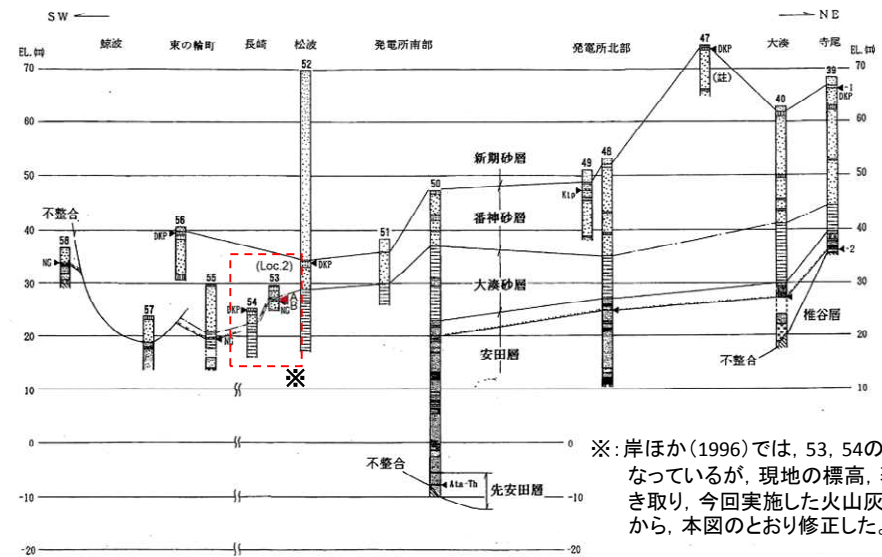 SW ← → NE
鯨波 東の輪町 長崎 松波 発電所南部 発電所北部 大湊 寺尾
EL.(m) EL.(m)
47
DKP
(註)
70 52 39 70
-1
DKP
60 40 60
49 48
50 新期砂層 50
50 Ktp
不整合 番神砂層
56 51
40 DKP 40
58 -2
(Loc.2)
NG DKP
55 53
30 大湊砂層 30
54 A
DKP B
NG
57 椎谷層
20 NG 安田層 20
不整合
10 ※ 10
0 0
不整合
Ata-Th 先安田層
-10 -10
-20 -20
※:岸ほか(1996)では,53,54の
なっているが,現地の標高,
き取り,今回実施した火山灰
から,本図のとおり修正した。